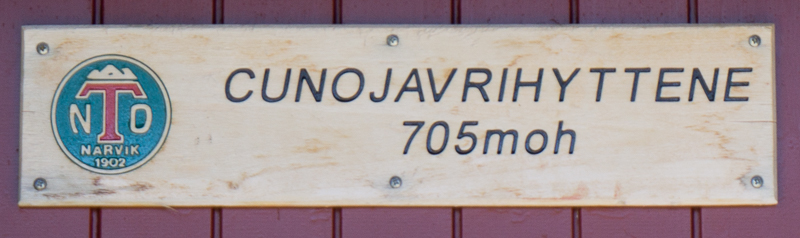 NTO
NARVIK
1902
CUNOJAVRIHYTTENE
705moh